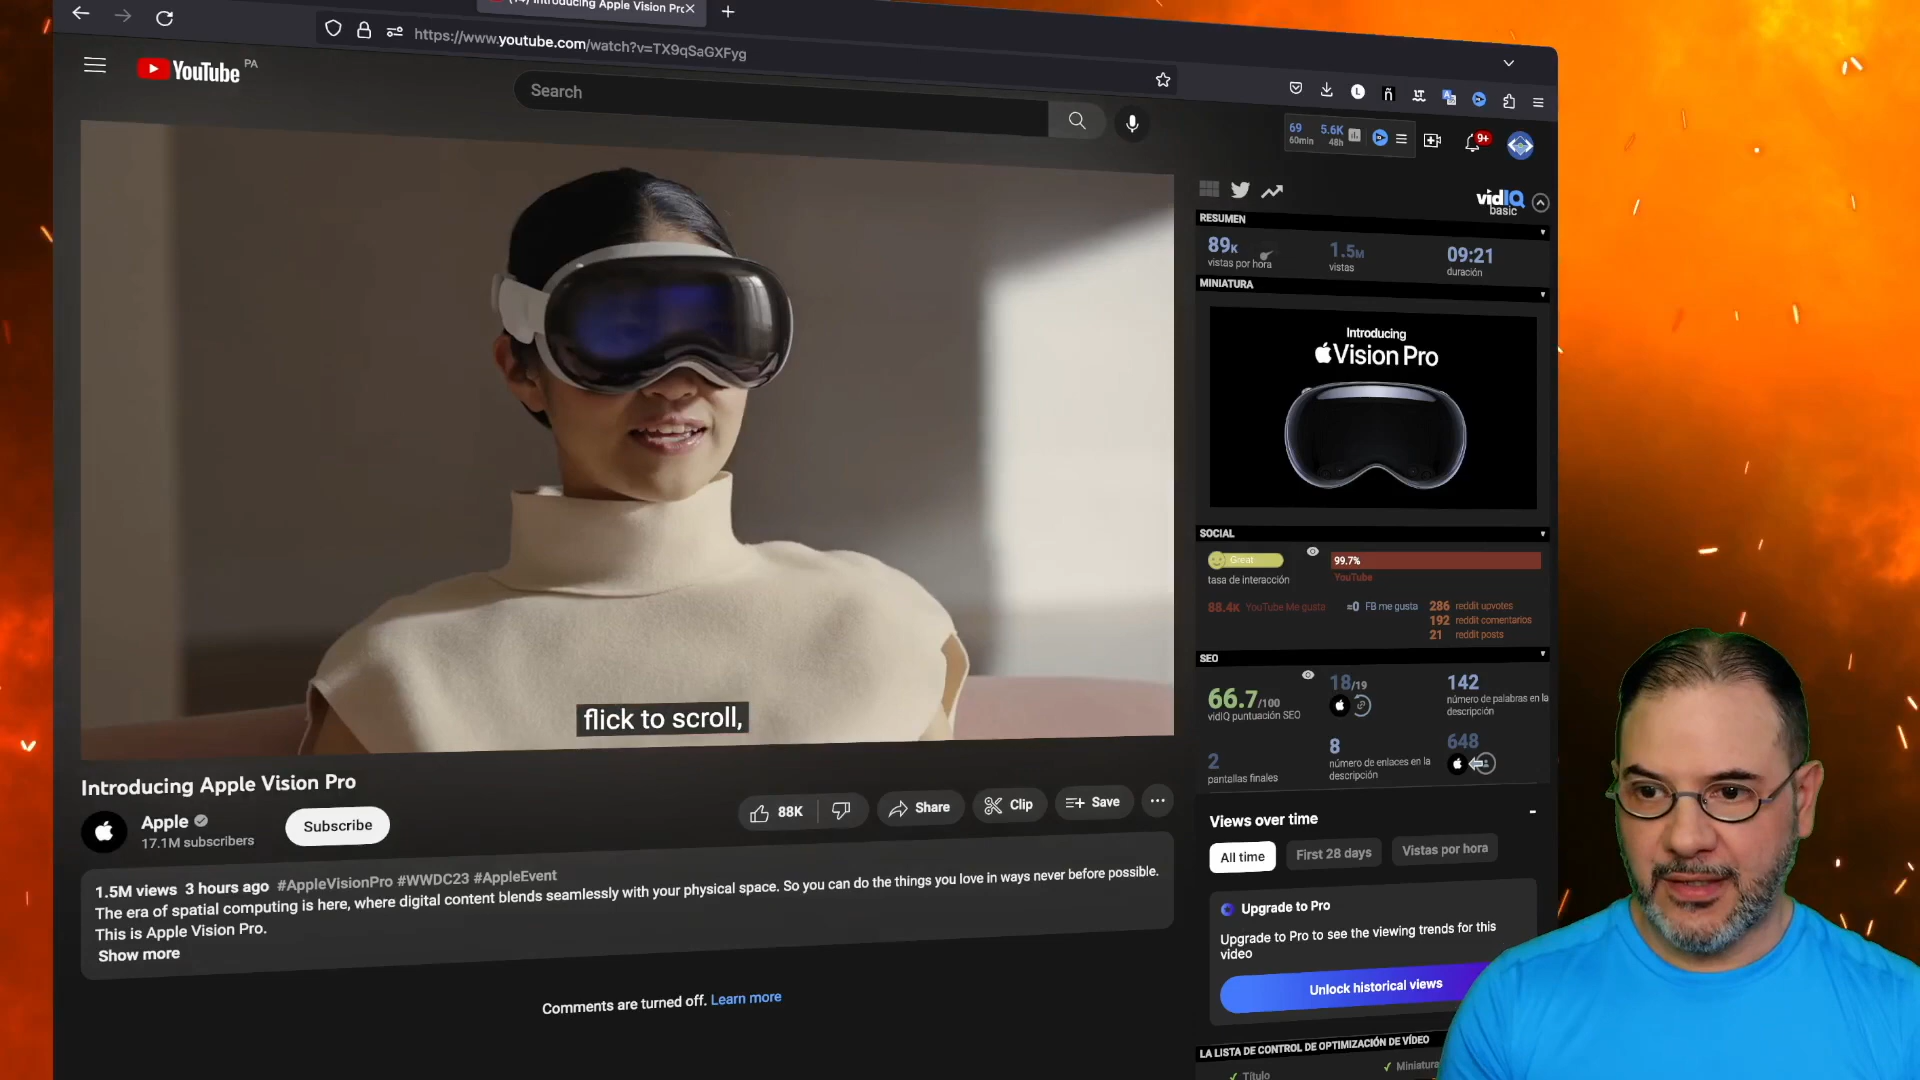 Introducing Apple Vision Pro
https://www.youtube.com/watch?v=TX9qSaGXFyg
YouTube PA
Search
69 60min
5.6K 48h
9+
vidIQ basic
RESUMEN
89K vistas por hora
1.5M vistas
09:21 duración
MINIATURA
Introducing
Vision Pro
SOCIAL
Great
tasa de interacción
99.7%
YouTube
88.4K YouTube Me gusta
=0 FB me gusta
286 reddit upvotes
192 reddit comentarios
21 reddit posts
SEO
66.7/100
vidIQ puntuación SEO
18/19
142
número de palabras en la
descripción
2
pantallas finales
8
número de enlaces en la
descripción
648
flick to scroll,
Introducing Apple Vision Pro
Apple
17.1M subscribers
Subscribe
88K
Share
Clip
Save
1.5M views 3 hours ago #AppleVisionPro #WWDC23 #AppleEvent
The era of spatial computing is here, where digital content blends seamlessly with your physical space. So you can do the things you love in ways never before possible.
This is Apple Vision Pro.
Show more
Comments are turned off. Learn more
Views over time
All time
First 28 days
Vistas por hora
Upgrade to Pro
Upgrade to Pro to see the viewing trends for this
video
Unlock historical views
LA LISTA DE CONTROL DE OPTIMIZACIÓN DE VÍDEO
Título
Miniatura